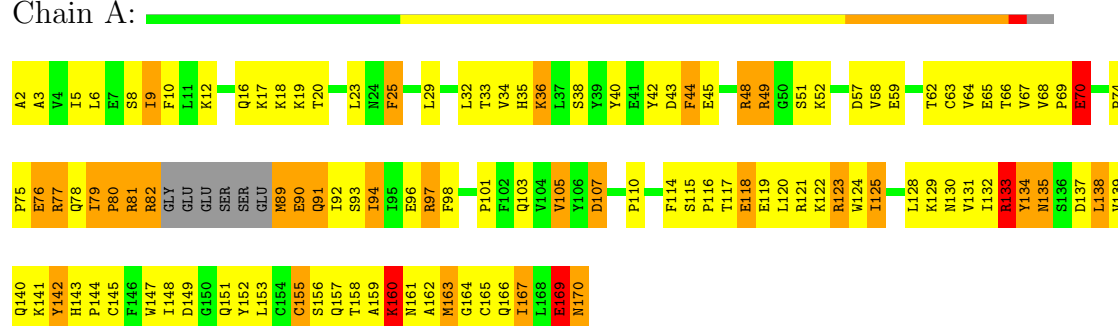 Chain A:
A2 A3 V4 I5 L6 E7 S8 I9 F10 L11 K12 Q16 K17 K18 K19 T20 L23 N24 F25 L29 L32 T33 V34 H35 K36 L37 S38 Y39 Y40 E41 Y42 D43 F44 E45 R48 R49 G50 S51 K52 D57 V58 E59 T62 C63 V64 E65 T66 V67 V68 P69 E70
P75 E76 R77 Q78 I79 P80 R81 R82 GLY GLU GLU SER SER GLU M89 E90 Q91 I92 S93 I94 I95 E96 R97 F98 P101 F102 Q103 V104 V105 Y106 D107 P110 F114 S115 P116 T117 E118 E119 L120 R121 K122 R123 W124 I125 L128 K129 N130 V131 I132 R133 Y134 N135 S136 D137 L138
Q140 K141 Y142 H143 P144 C145 F146 W147 I148 D149 G150 Q151 Y152 L153 C154 C155 S156 Q157 T158 A159 K160 N161 A162 M163 G164 C165 Q166 I167 L168 E169 N170